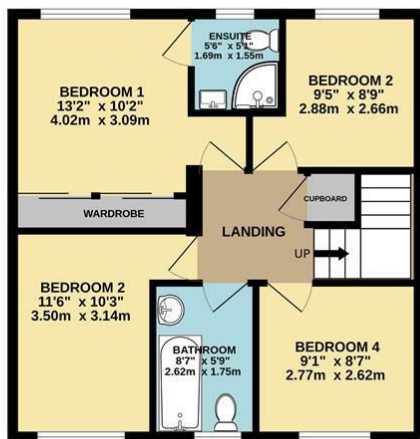 ENSUITE
5'6" x 5'1"
1.69m x 1.55m
BEDROOM 1
13'2" x 10'2"
4.02m x 3.09m
BEDROOM 2
9'5" x 8'9"
2.88m x 2.66m
CUPBOARD
WARDROBE
LANDING
UP
BEDROOM 2
11'6" x 10'3"
3.50m x 3.14m
BATHROOM
8'7" x 5'9"
2.62m x 1.75m
BEDROOM 4
9'1" x 8'7"
2.77m x 2.62m